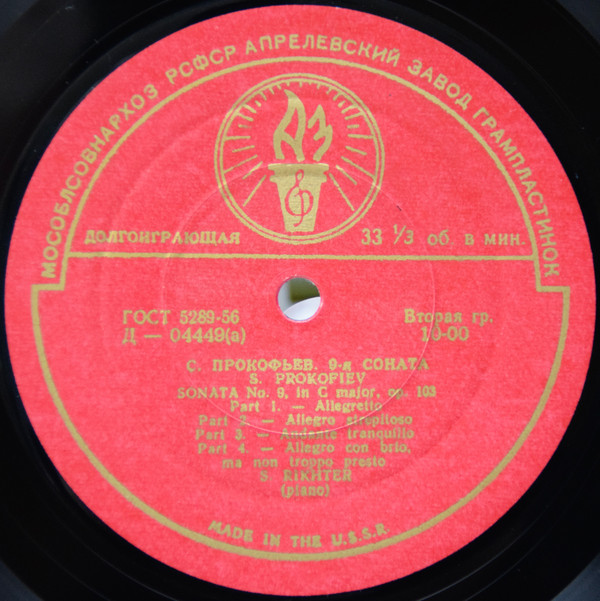 МОСОБЛСОВНАРХОЗ РСФСР АПРЕЛЕВСКИЙ ЗАВОД ГРАМПЛАСТИНОК
АЗ
ДОЛГОИГРАЮЩАЯ 33 1/3 об. в мин.
ГОСТ 5289-56 Вторая гр.
Д — 04449(а) 10-00
С. ПРОКОФЬЕВ. 9-я СОНАТА
S. PROKOFIEV
SONATA No. 9, in C major, op. 103
Part 1. — Allegretto
Part 2. — Allegro strepitoso
Part 3. — Andante tranquillo
Part 4. — Allegro con brio,
ma non troppo presto
S RIKHTER
(piano)
MADE IN THE U.S.S.R.